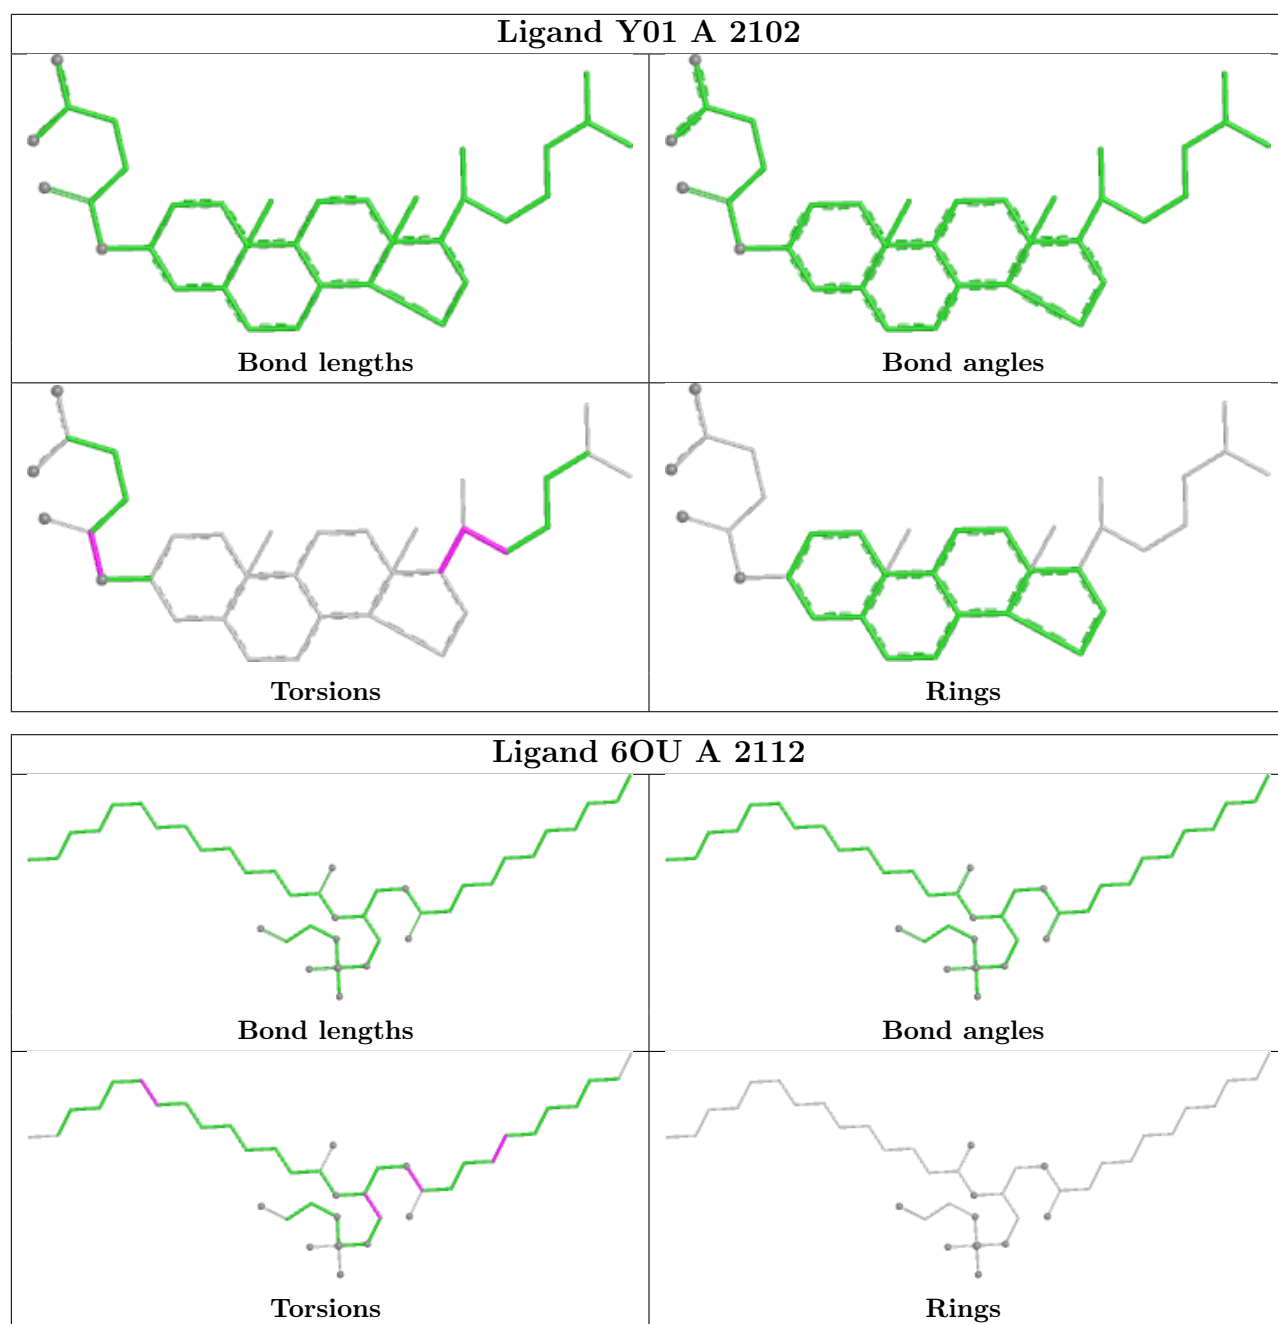 Ligand Y01 A 2102
Bond lengths
Bond angles
Torsions
Rings
Ligand 6OU A 2112
Bond lengths
Bond angles
Torsions
Rings